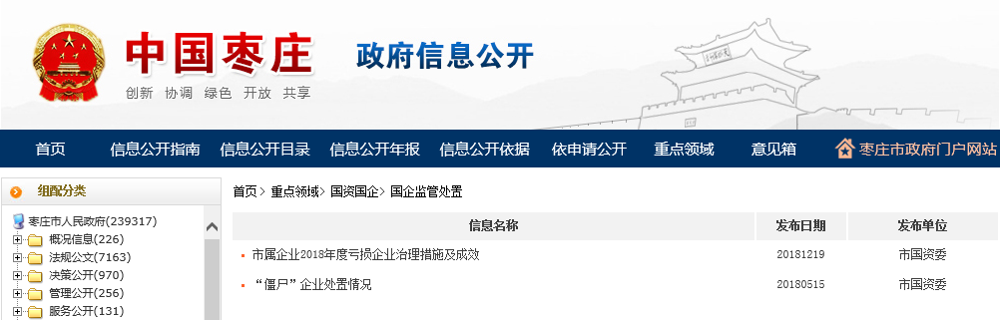 中国枣庄
政府信息公开
创新 协调 绿色 开放 共享
首页 信息公开指南 信息公开目录 信息公开年报 信息公开依据 依申请公开 重点领域 意见箱 枣庄市政府门户网站
组配分类
枣庄市人民政府(239317)
概况信息(226)
法规公文(7163)
决策公开(970)
管理公开(256)
服务公开(131)
首页> 重点领域> 国资国企> 国企监管处置
信息名称 发布日期 发布单位
市属企业2018年度亏损企业治理措施及成效 20181219 市国资委
“僵尸”企业处置情况 20180515 市国资委